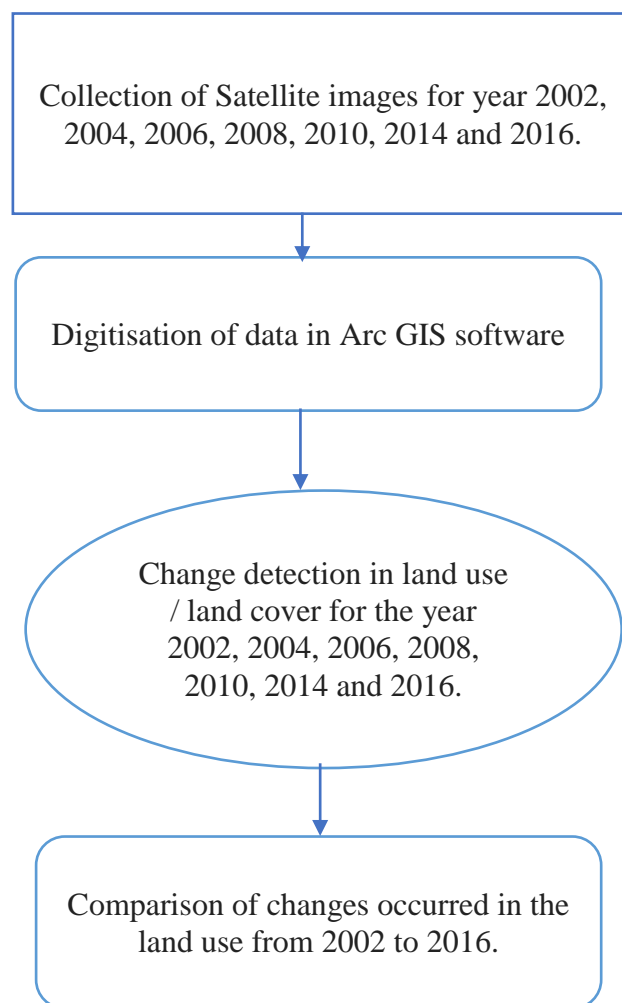 Collection of Satellite images for year 2002,
2004, 2006, 2008, 2010, 2014 and 2016.
Digitisation of data in Arc GIS software
Change detection in land use
/ land cover for the year
2002, 2004, 2006, 2008,
2010, 2014 and 2016.
Comparison of changes occurred in the
land use from 2002 to 2016.